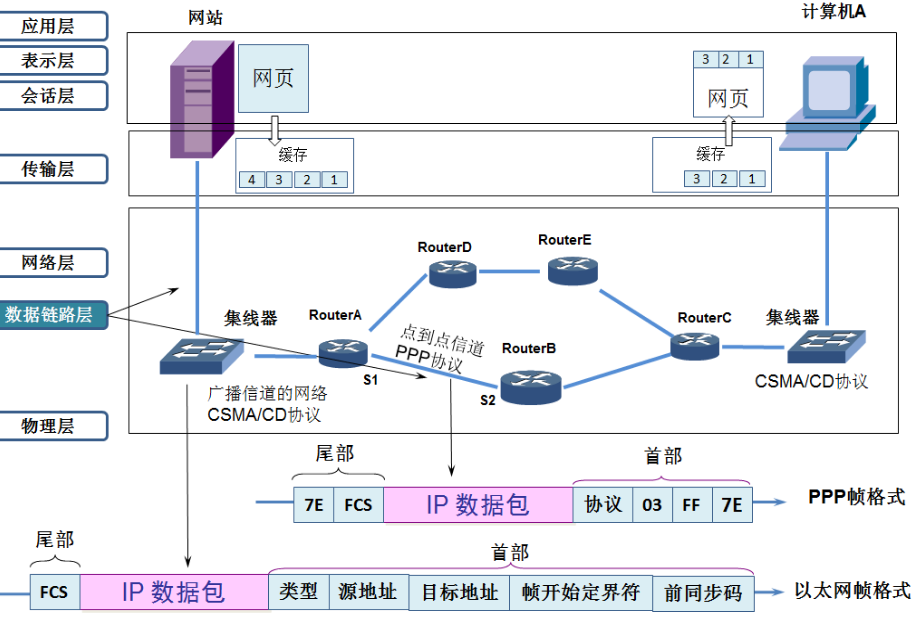 应用层
表示层
会话层
传输层
网络层
数据链路层
物理层
网站
计算机A
网页
3 2 1
网页
缓存
4 3 2 1
缓存
3 2 1
RouterD
RouterE
集线器
RouterA
点到点信道
PPP协议
RouterB
RouterC
集线器
S1
S2
广播信道的网络
CSMA/CD协议
CSMA/CD协议
尾部
首部
7E FCS IP 数据包 协议 03 FF 7E
PPP帧格式
尾部
首部
FCS IP 数据包 类型 源地址 目标地址 帧开始定界符 前同步码
以太网帧格式